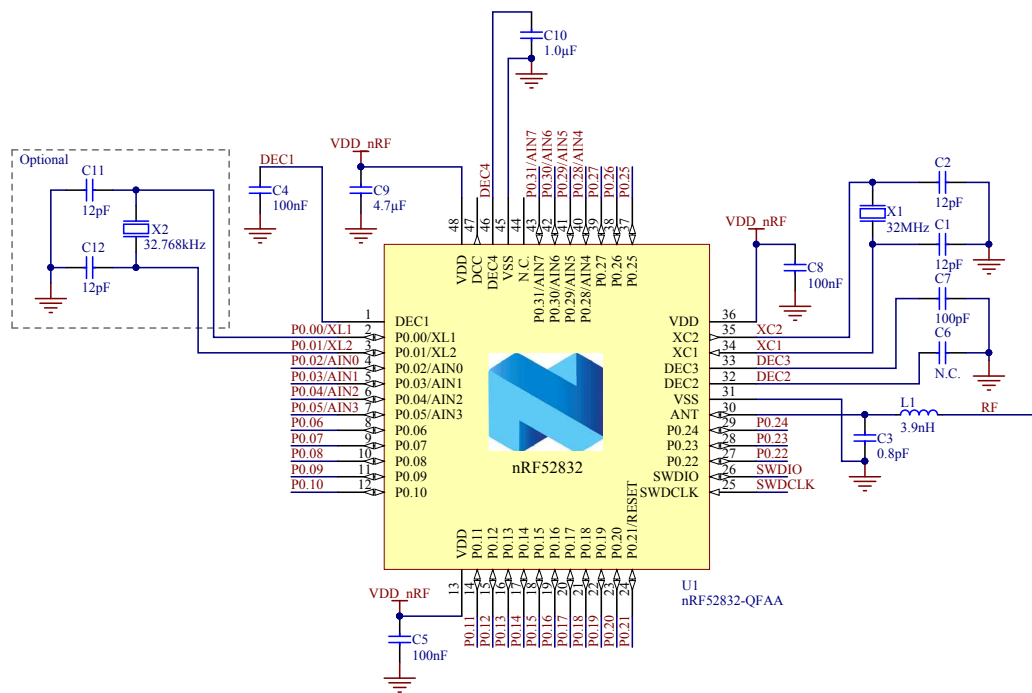 C10
1.0µF
Optional
C11
12pF
X2
32.768kHz
C12
12pF
DEC1
C4
100nF
VDD_nRF
C9
4.7µF
DEC4
P0.31/AIN7
P0.30/AIN6
P0.29/AIN5
P0.28/AIN4
P0.27
P0.26
P0.25
48
47
46
45
44
43
42
41
40
39
38
37
VDD
DCC
DEC4
VSS
N.C.
P0.31/AIN7
P0.30/AIN6
P0.29/AIN5
P0.28/AIN4
P0.27
P0.26
P0.25
VDD_nRF
C8
100nF
C2
12pF
X1
32MHz
C1
12pF
C7
100pF
C6
N.C.
1 DEC1
P0.00/XL1 2 P0.00/XL1
P0.01/XL2 3 P0.01/XL2
P0.02/AIN0 4 P0.02/AIN0
P0.03/AIN1 5 P0.03/AIN1
P0.04/AIN2 6 P0.04/AIN2
P0.05/AIN3 7 P0.05/AIN3
P0.06 8 P0.06
P0.07 9 P0.07
P0.08 10 P0.08
P0.09 11 P0.09
P0.10 12 P0.10
nRF52832
VDD 36
XC2 35 XC2
XC1 34 XC1
DEC3 33 DEC3
DEC2 32 DEC2
VSS 31
ANT 30
P0.24 29 P0.24
P0.23 28 P0.23
P0.22 27 P0.22
SWDIO 26 SWDIO
SWDCLK 25 SWDCLK
L1
3.9nH
RF
C3
0.8pF
VDD
P0.11
P0.12
P0.13
P0.14
P0.15
P0.16
P0.17
P0.18
P0.19
P0.20
P0.21/RESET
13
14
15
16
17
18
19
20
21
22
23
24
P0.11
P0.12
P0.13
P0.14
P0.15
P0.16
P0.17
P0.18
P0.19
P0.20
P0.21
U1
nRF52832-QFAA
VDD_nRF
C5
100nF